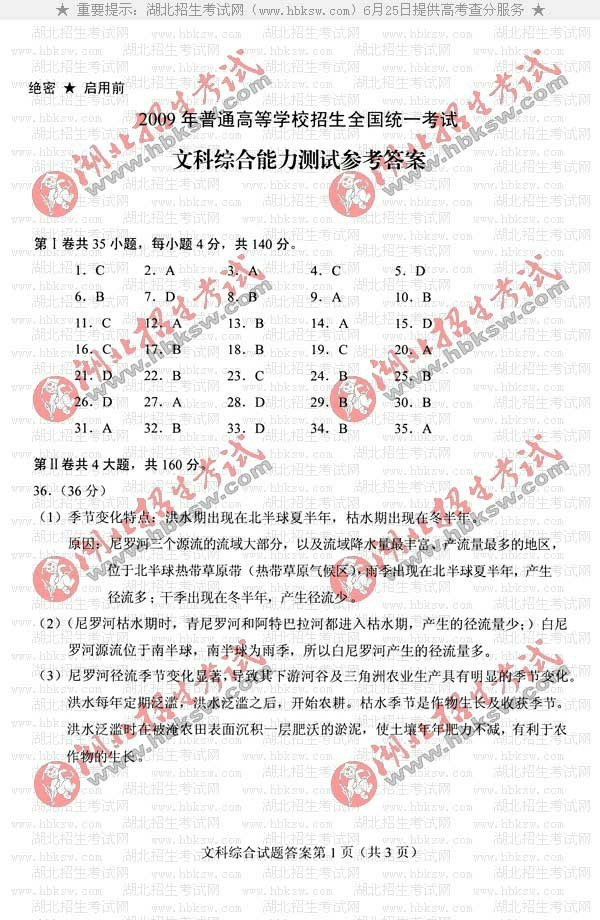 ★ 重要提示：湖北招生考试网（www.hbksw.com）6月25日提供高考查分服务 ★
绝密 ★ 启用前
2009 年普通高等学校招生全国统一考试
文科综合能力测试参考答案
第Ⅰ卷共 35 小题，每小题 4 分，共 140 分。
1．C 2．A 3．A 4．C 5．D
6．B 7．D 8．B 9．A 10．B
11．C 12．A 13．B 14．A 15．D
16．C 17．B 18．B 19．C 20．A
21．D 22．B 23．C 24．B 25．B
26．D 27．A 28．D 29．B 30．B
31．A 32．B 33．D 34．B 35．A
第Ⅱ卷共 4 大题，共 160 分。
36．（36 分）
（1）季节变化特点：洪水期出现在北半球夏半年，枯水期出现在冬半年。
原因：尼罗河三个源流的流域大部分，以及流域降水量最丰富、产流量最多的地区，
位于北半球热带草原带（热带草原气候区），雨季出现在北半球夏半年，产生
径流多；干季出现在冬半年，产生径流少。
（2）（尼罗河枯水期时，青尼罗河和阿特巴拉河都进入枯水期，产生的径流量少；）白尼
罗河源流位于南半球，南半球为雨季，所以白尼罗河产生的径流量多。
（3）尼罗河径流季节变化显著，导致其下游河谷及三角洲农业生产具有明显的季节变化。
洪水每年定期泛滥，洪水泛滥之后，开始农耕。枯水季节是作物生长及收获季节。
洪水泛滥时在被淹农田表面沉积一层肥沃的淤泥，使土壤年年肥力不减，有利于农
作物的生长。
文科综合试题答案第 1 页（共 3 页）
湖北招生考试网
www.hbksw.com